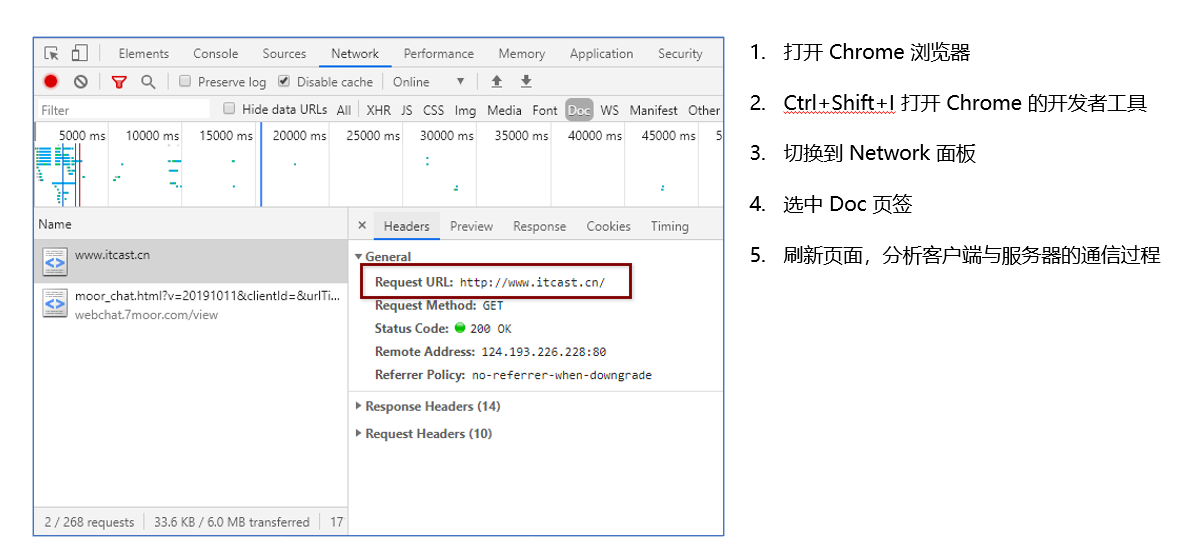 Elements Console Sources Network Performance Memory Application Security
Preserve log Disable cache Online
Filter Hide data URLs All XHR JS CSS Img Media Font Doc WS Manifest Other
5000 ms 10000 ms 15000 ms 20000 ms 25000 ms 30000 ms 35000 ms 40000 ms 45000 ms 5
Name
www.itcast.cn
moor_chat.html?v=20191011&clientId=&urlTi...
webchat.7moor.com/view
2 / 268 requests 33.6 KB / 6.0 MB transferred 17
× Headers Preview Response Cookies Timing
General
Request URL: http://www.itcast.cn/
Request Method: GET
Status Code: 200 OK
Remote Address: 124.193.226.228:80
Referrer Policy: no-referrer-when-downgrade
Response Headers (14)
Request Headers (10)
1. 打开 Chrome 浏览器
2. Ctrl+Shift+I 打开 Chrome 的开发者工具
3. 切换到 Network 面板
4. 选中 Doc 页签
5. 刷新页面，分析客户端与服务器的通信过程